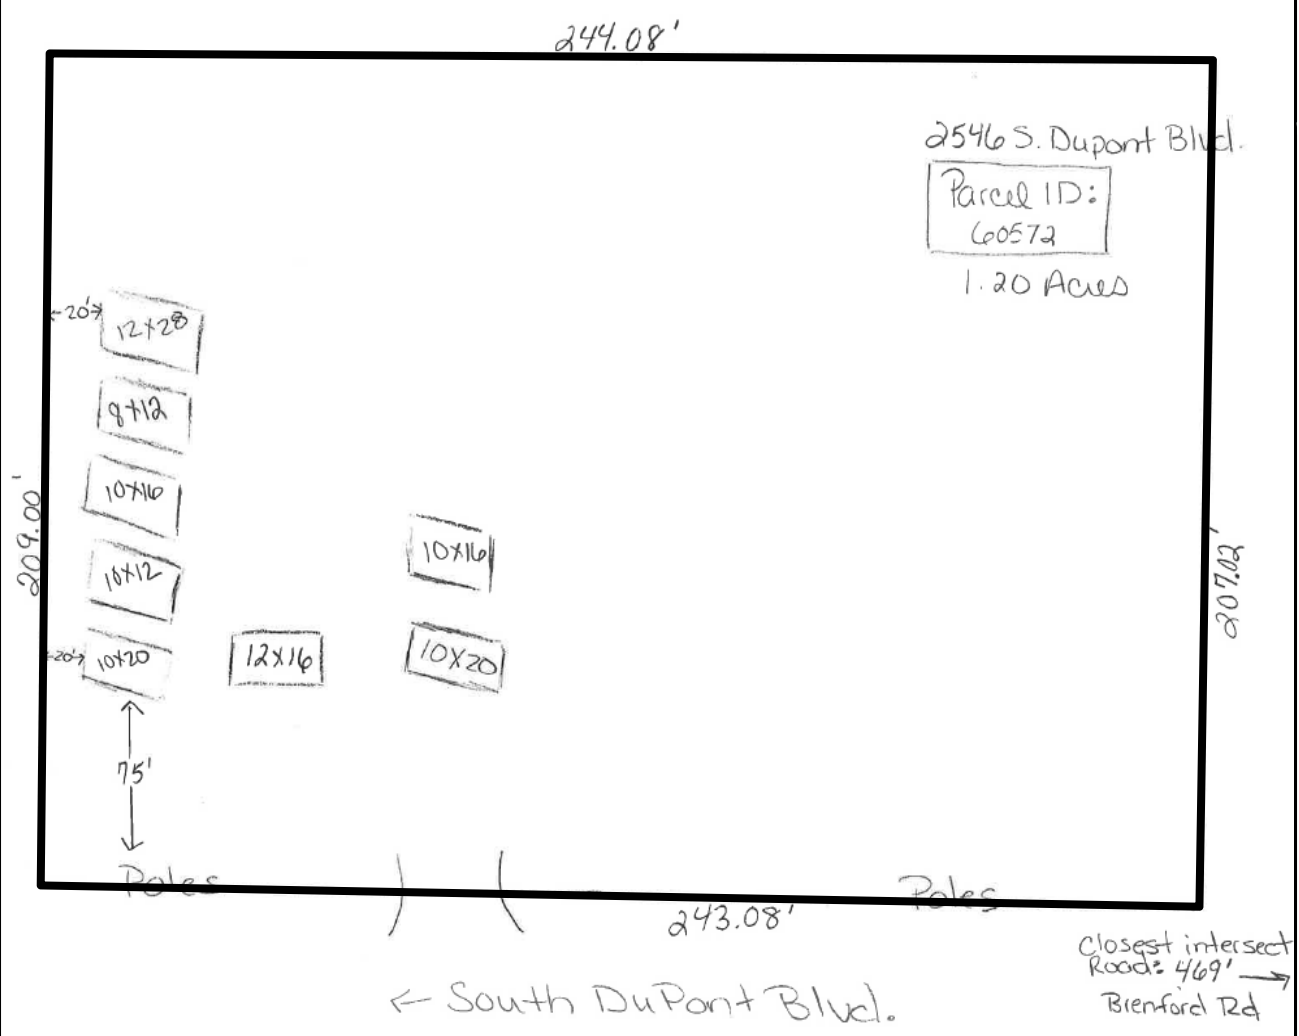 244.08'
2546 S. Dupont Blvd.
Parcel ID:
60572
1.20 Acres
20'
12x28
8x12
10x16
209.00'
10x16
207.02'
10x12
20'
10x20
12x16
10x20
75'
Poles
Poles
243.08'
Closest intersect
Road: 469'
Brenford Rd
South DuPont Blvd.